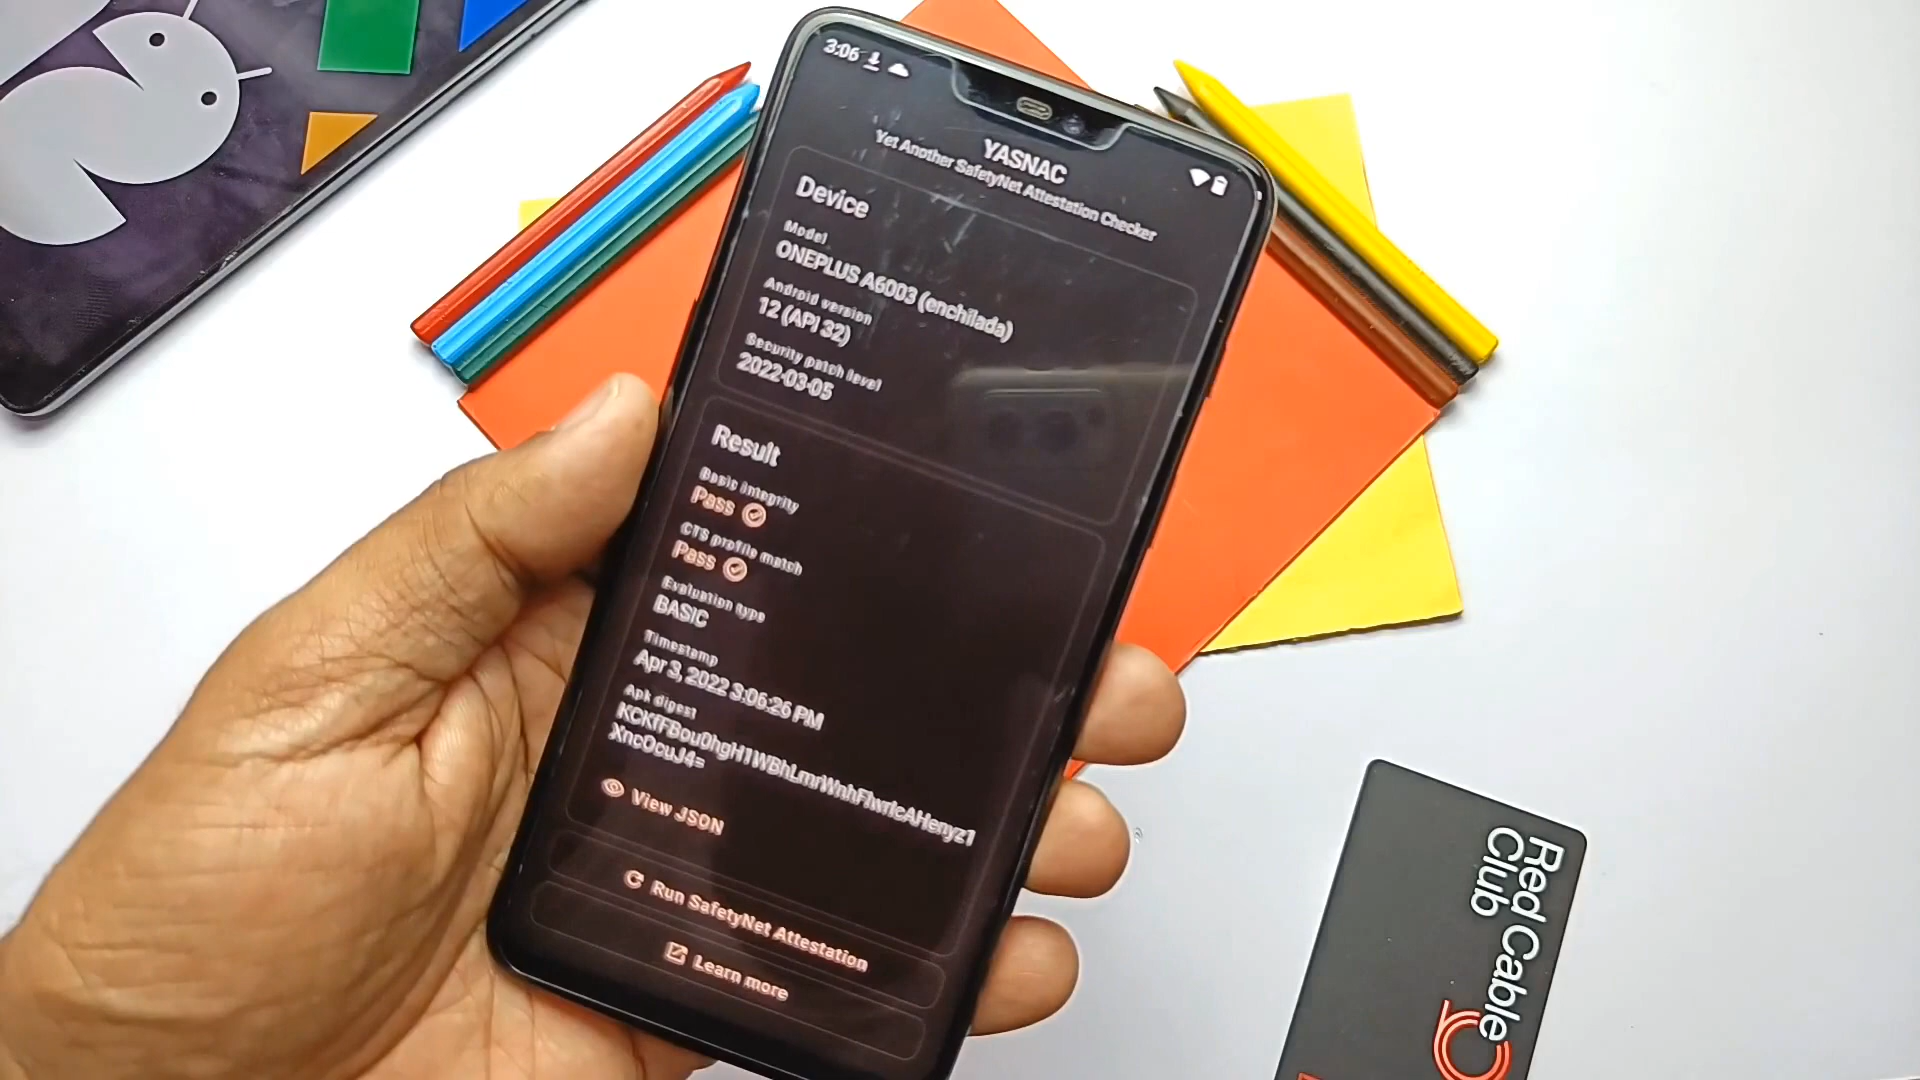 3:06
YASNAC
Yet Another SafetyNet Attestation Checker
Device
Model
ONEPLUS A6003 (enchilada)
Android version
12 (API 32)
Security patch level
2022-03-05
Result
Basic integrity
Pass
CTS profile match
Pass
Evaluation type
BASIC
Timestamp
Apr 3, 2022 3:06:26 PM
Apk digest
XncOcuJ4=
View JSON
Run SafetyNet Attestation
Learn more
Red Cable
Club